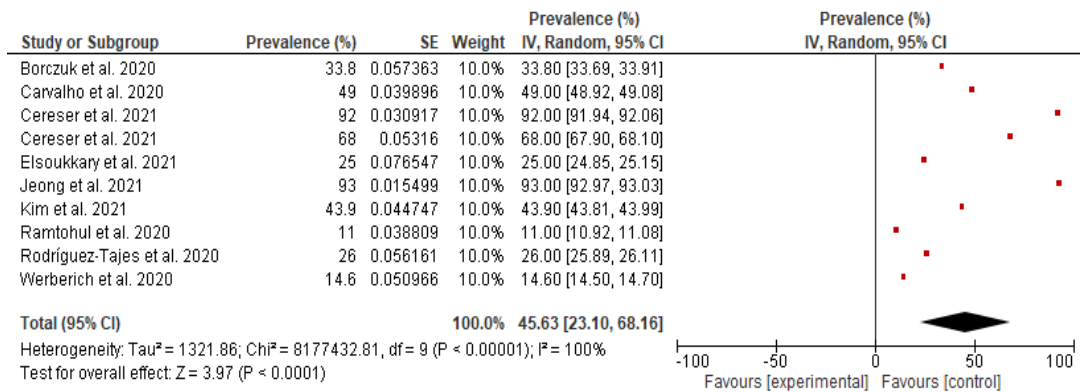 Prevalence (%) Prevalence (%)
Study or Subgroup Prevalence (%) SE Weight IV, Random, 95% CI IV, Random, 95% CI
Borczuk et al. 2020 33.8 0.057363 10.0% 33.80 [33.69, 33.91]
Carvalho et al. 2020 49 0.039896 10.0% 49.00 [48.92, 49.08]
Cereser et al. 2021 92 0.030917 10.0% 92.00 [91.94, 92.06]
Cereser et al. 2021 68 0.05316 10.0% 68.00 [67.90, 68.10]
Elsoukkary et al. 2021 25 0.076547 10.0% 25.00 [24.85, 25.15]
Jeong et al. 2021 93 0.015499 10.0% 93.00 [92.97, 93.03]
Kim et al. 2021 43.9 0.044747 10.0% 43.90 [43.81, 43.99]
Ramtohul et al. 2020 11 0.038809 10.0% 11.00 [10.92, 11.08]
Rodríguez-Tajes et al. 2020 26 0.056161 10.0% 26.00 [25.89, 26.11]
Werberich et al. 2020 14.6 0.050966 10.0% 14.60 [14.50, 14.70]
Total (95% CI) 100.0% 45.63 [23.10, 68.16]
Heterogeneity: Tau² = 1321.86; Chi² = 8177432.81, df = 9 (P < 0.00001); I² = 100%
Test for overall effect: Z = 3.97 (P < 0.0001)
-100 -50 0 50 100
Favours [experimental] Favours [control]